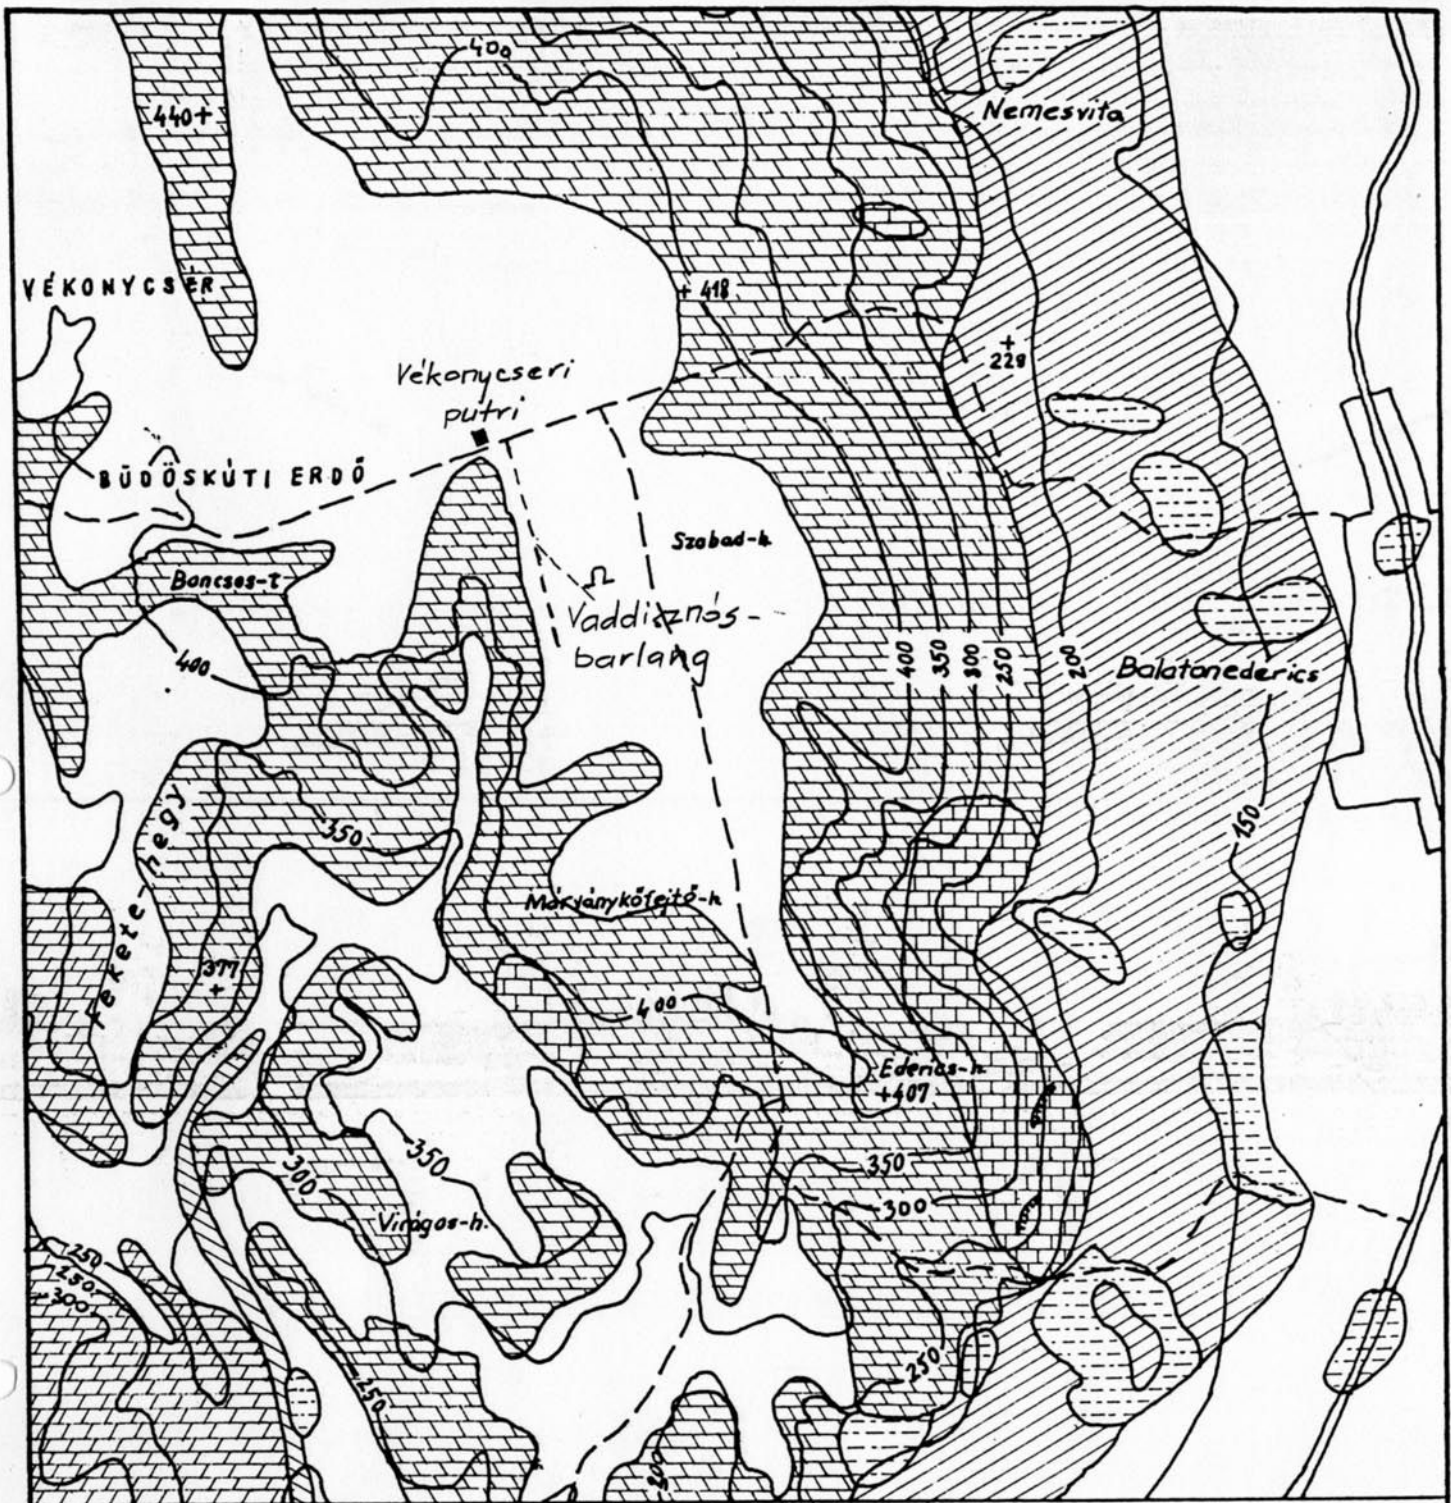 400
440+
Nemesvita
VÉKONYCSÉR
+ 418
+
228
Vékonycseri
putri
BÜDÖSKÚTI ERDŐ
Szabad-h
Boncsos-t
Vaddisznós-
barlang
400
400
350
300
250
200
Balatonederics
Fekete-hegy
350
150
Márványkőfejtő-h
377
+
400
Ederics-h
+407
350
300
350
300
Virágos-h.
250
250
300
250
250
200